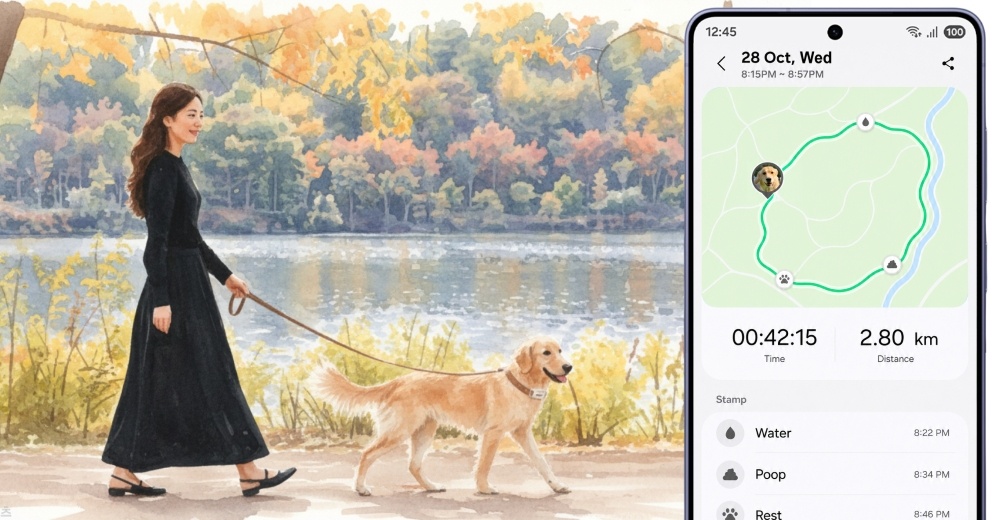 12:45
100
28 Oct, Wed
8:15PM ~ 8:57PM
00:42:15
2.80 km
Time
Distance
Stamp
Water
8:22 PM
Poop
8:34 PM
Rest
8:46 PM